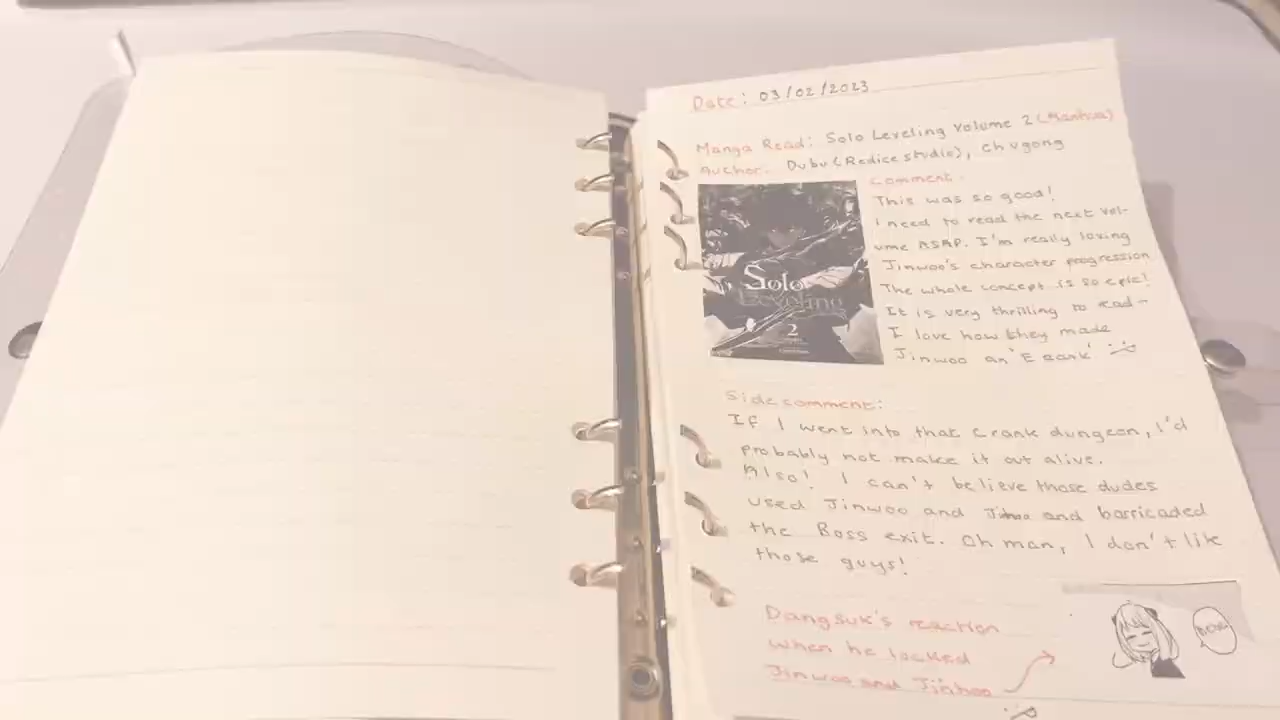 Date: 03/02/2023
Manga Read: Solo Leveling Volume 2 (Manhwa)
Author: Dubu (Redice studio), Chugong
Comment:
This was so good!
I need to read the next vol-
ume ASAP. I'm really loving
Jinwoo's character progression
The whole concept is so epic!
It is very thrilling to read-
I love how they made
Jinwoo an 'E rank'
Solo
Leveling
2
Side comment:
If I went into that C rank dungeon, I'd
probably not make it out alive.
Also! I can't believe those dudes
used Jinwoo and Jinhoo and barricaded
the Boss exit. Oh man, I don't like
those guys!
Dangsuk's reaction
when he locked
Jinwoo and Jinhoo